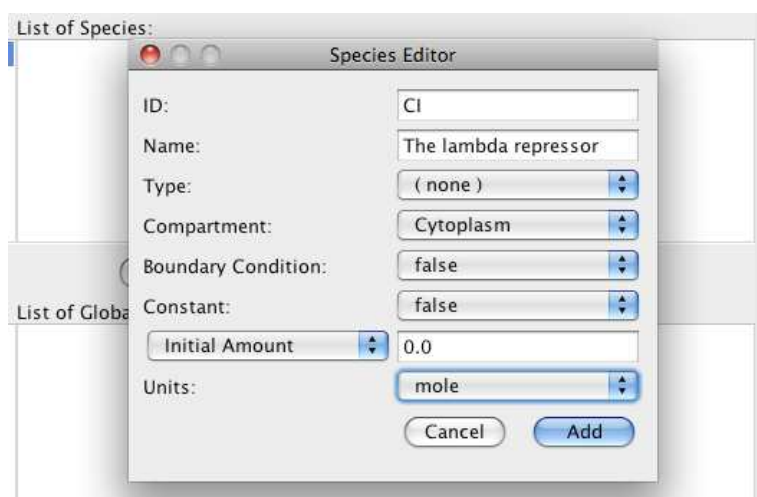 List of Species:
Species Editor
ID: CI
Name: The lambda repressor
Type: ( none )
Compartment: Cytoplasm
Boundary Condition: false
Constant: false
List of Globa
Initial Amount 0.0
Units: mole
Cancel Add